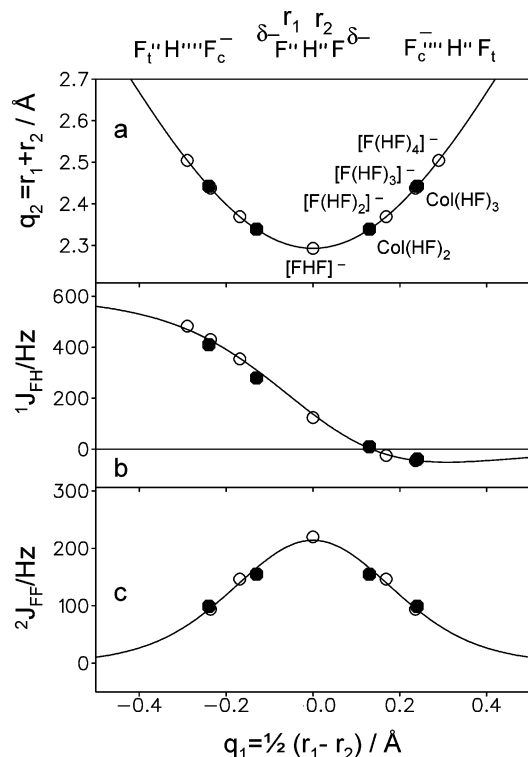 δ– r₁ r₂
Fₜ··H····F꜀⁻ F··H··F δ– F꜀⁻····H··Fₜ
2.7
2.6
2.5
2.4
2.3
q₂ =r₁+r₂ / Å
a
[F(HF)₄]⁻
[F(HF)₃]⁻
[F(HF)₂]⁻
Col(HF)₃
Col(HF)₂
[FHF]⁻
600
400
200
0
¹J_FH/Hz
b
300
200
100
0
²J_FF/Hz
c
−0.4 −0.2 0.0 0.2 0.4
q₁=½ (r₁- r₂) / Å